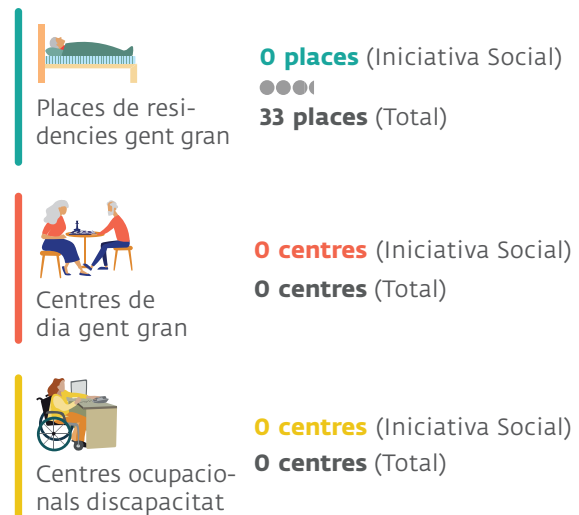 0 places (Iniciativa Social)
33 places (Total)
Places de resi-
dencies gent gran
0 centres (Iniciativa Social)
0 centres (Total)
Centres de
dia gent gran
0 centres (Iniciativa Social)
0 centres (Total)
Centres ocupacio-
nals discapacitat